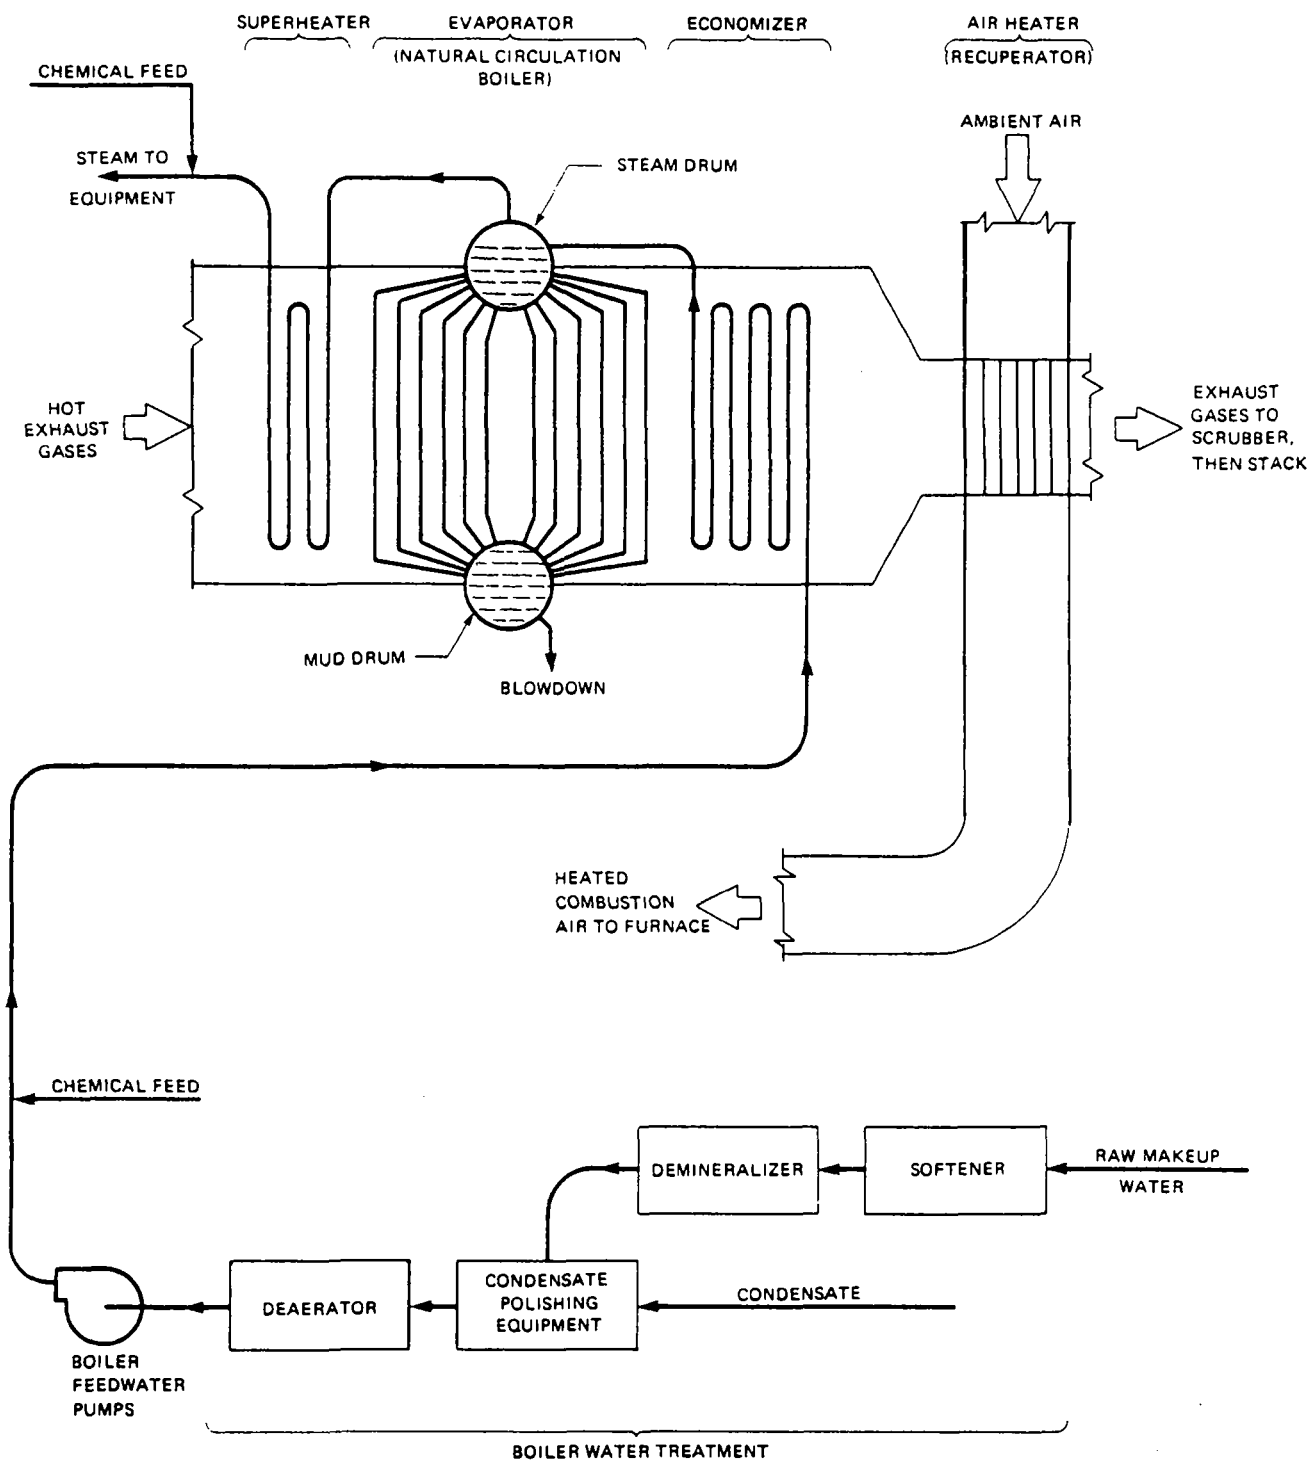 SUPERHEATER
EVAPORATOR
(NATURAL CIRCULATION
BOILER)
ECONOMIZER
AIR HEATER
(RECUPERATOR)
CHEMICAL FEED
AMBIENT AIR
STEAM TO
EQUIPMENT
STEAM DRUM
HOT
EXHAUST
GASES
EXHAUST
GASES TO
SCRUBBER,
THEN STACK
MUD DRUM
BLOWDOWN
HEATED
COMBUSTION
AIR TO FURNACE
CHEMICAL FEED
DEMINERALIZER
SOFTENER
RAW MAKEUP
WATER
DEAERATOR
CONDENSATE
POLISHING
EQUIPMENT
CONDENSATE
BOILER
FEEDWATER
PUMPS
BOILER WATER TREATMENT